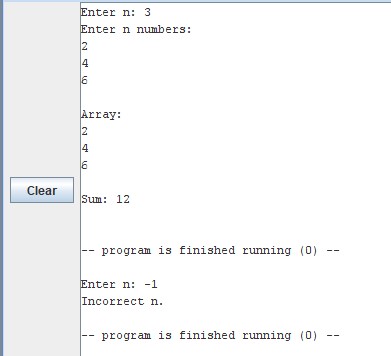 Enter n: 3
Enter n numbers:
2
4
6
Array:
2
4
6
Clear
Sum: 12
-- program is finished running (0) --
Enter n: -1
Incorrect n.
-- program is finished running (0) --